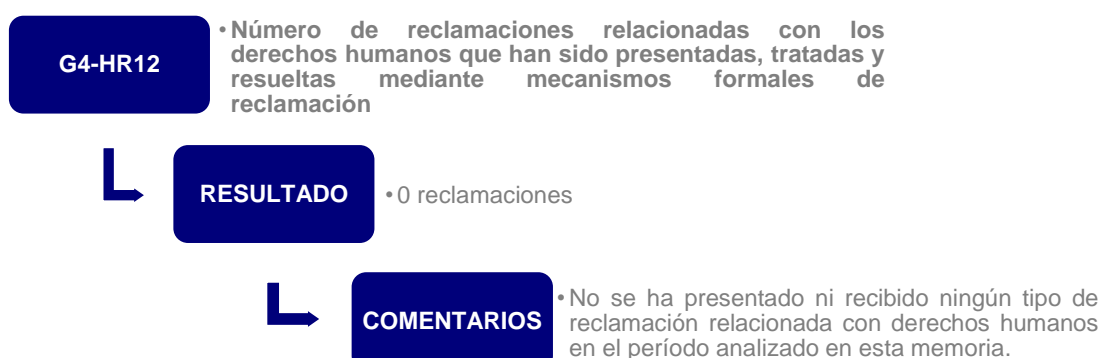 G4-HR12
•Número de reclamaciones relacionadas con los
derechos humanos que han sido presentadas, tratadas y
resueltas mediante mecanismos formales de
reclamación
RESULTADO
•0 reclamaciones
COMENTARIOS
•No se ha presentado ni recibido ningún tipo de
reclamación relacionada con derechos humanos
en el período analizado en esta memoria.